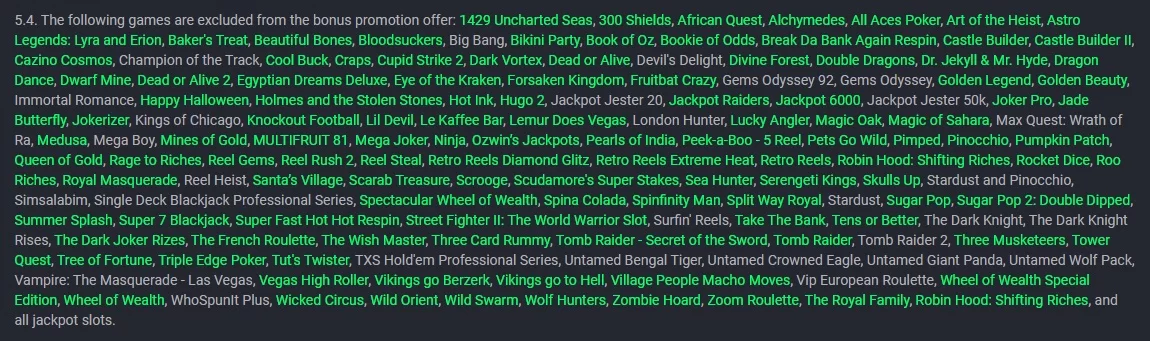 5.4. The following games are excluded from the bonus promotion offer: 1429 Uncharted Seas, 300 Shields, African Quest, Alchymedes, All Aces Poker, Art of the Heist, Astro
Legends: Lyra and Erion, Baker's Treat, Beautiful Bones, Bloodsuckers, Big Bang, Bikini Party, Book of Oz, Bookie of Odds, Break Da Bank Again Respin, Castle Builder, Castle Builder II,
Cazino Cosmos, Champion of the Track, Cool Buck, Craps, Cupid Strike 2, Dark Vortex, Dead or Alive, Devil's Delight, Divine Forest, Double Dragons, Dr. Jekyll & Mr. Hyde, Dragon
Dance, Dwarf Mine, Dead or Alive 2, Egyptian Dreams Deluxe, Eye of the Kraken, Forsaken Kingdom, Fruitbat Crazy, Gems Odyssey 92, Gems Odyssey, Golden Legend, Golden Beauty,
Immortal Romance, Happy Halloween, Holmes and the Stolen Stones, Hot Ink, Hugo 2, Jackpot Jester 20, Jackpot Raiders, Jackpot 6000, Jackpot Jester 50k, Joker Pro, Jade
Butterfly, Jokerizer, Kings of Chicago, Knockout Football, Lil Devil, Le Kaffee Bar, Lemur Does Vegas, London Hunter, Lucky Angler, Magic Oak, Magic of Sahara, Max Quest: Wrath of
Ra, Medusa, Mega Boy, Mines of Gold, MULTIFRUIT 81, Mega Joker, Ninja, Ozwin's Jackpots, Pearls of India, Peek-a-Boo - 5 Reel, Pets Go Wild, Pimped, Pinocchio, Pumpkin Patch,
Queen of Gold, Rage to Riches, Reel Gems, Reel Rush 2, Reel Steal, Retro Reels Diamond Glitz, Retro Reels Extreme Heat, Retro Reels, Robin Hood: Shifting Riches, Rocket Dice, Roo
Riches, Royal Masquerade, Reel Heist, Santa's Village, Scarab Treasure, Scrooge, Scudamore's Super Stakes, Sea Hunter, Serengeti Kings, Skulls Up, Stardust and Pinocchio,
Simsalabim, Single Deck Blackjack Professional Series, Spectacular Wheel of Wealth, Spina Colada, Spinfinity Man, Split Way Royal, Stardust, Sugar Pop, Sugar Pop 2: Double Dipped,
Summer Splash, Super 7 Blackjack, Super Fast Hot Hot Respin, Street Fighter II: The World Warrior Slot, Surfin' Reels, Take The Bank, Tens or Better, The Dark Knight, The Dark Knight
Rises, The Dark Joker Rizes, The French Roulette, The Wish Master, Three Card Rummy, Tomb Raider - Secret of the Sword, Tomb Raider, Tomb Raider 2, Three Musketeers, Tower
Quest, Tree of Fortune, Triple Edge Poker, Tut's Twister, TXS Hold'em Professional Series, Untamed Bengal Tiger, Untamed Crowned Eagle, Untamed Giant Panda, Untamed Wolf Pack,
Vampire: The Masquerade - Las Vegas, Vegas High Roller, Vikings go Berzerk, Vikings go to Hell, Village People Macho Moves, Vip European Roulette, Wheel of Wealth Special
Edition, Wheel of Wealth, WhoSpunIt Plus, Wicked Circus, Wild Orient, Wild Swarm, Wolf Hunters, Zombie Hoard, Zoom Roulette, The Royal Family, Robin Hood: Shifting Riches, and
all jackpot slots.